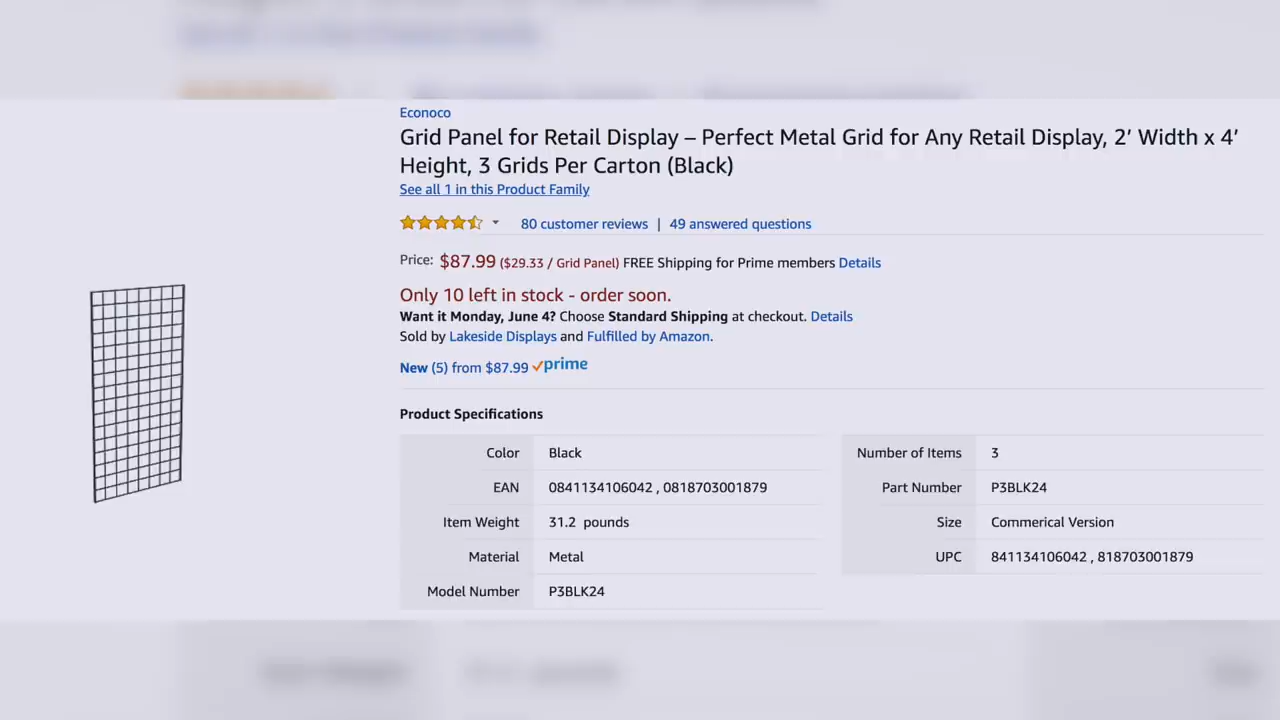 Econoco
Grid Panel for Retail Display – Perfect Metal Grid for Any Retail Display, 2′ Width x 4′
Height, 3 Grids Per Carton (Black)
See all 1 in this Product Family
80 customer reviews | 49 answered questions
Price: $87.99 ($29.33 / Grid Panel) FREE Shipping for Prime members Details
Only 10 left in stock - order soon.
Want it Monday, June 4? Choose Standard Shipping at checkout. Details
Sold by Lakeside Displays and Fulfilled by Amazon.
New (5) from $87.99 prime
Product Specifications
Color Black
EAN 0841134106042 , 0818703001879
Item Weight 31.2 pounds
Material Metal
Model Number P3BLK24
Number of Items 3
Part Number P3BLK24
Size Commerical Version
UPC 841134106042 , 818703001879